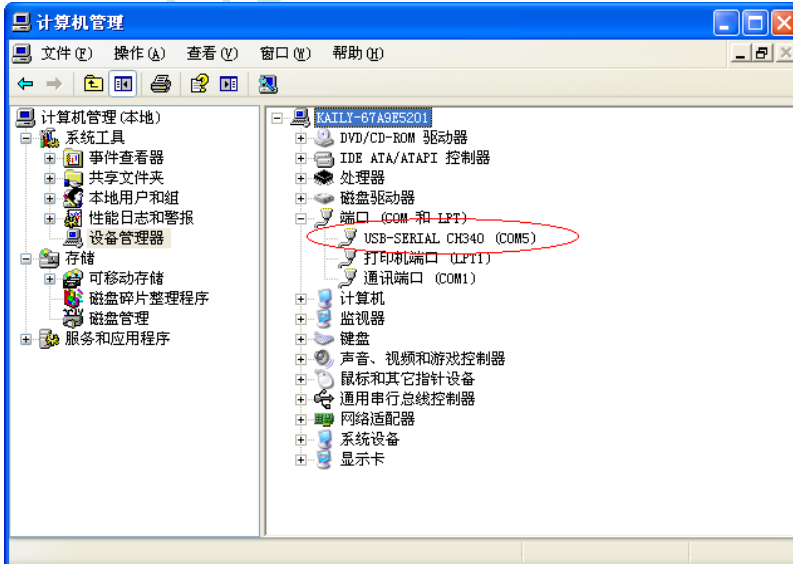 计算机管理
文件(F) 操作(A) 查看(V) 窗口(W) 帮助(H)
计算机管理(本地)
系统工具
事件查看器
共享文件夹
本地用户和组
性能日志和警报
设备管理器
存储
可移动存储
磁盘碎片整理程序
磁盘管理
服务和应用程序
KAILY-67A9E5201
DVD/CD-ROM 驱动器
IDE ATA/ATAPI 控制器
处理器
磁盘驱动器
端口 (COM 和 LPT)
USB-SERIAL CH340 (COM5)
打印机端口 (LPT1)
通讯端口 (COM1)
计算机
监视器
键盘
声音、视频和游戏控制器
鼠标和其它指针设备
通用串行总线控制器
网络适配器
系统设备
显示卡